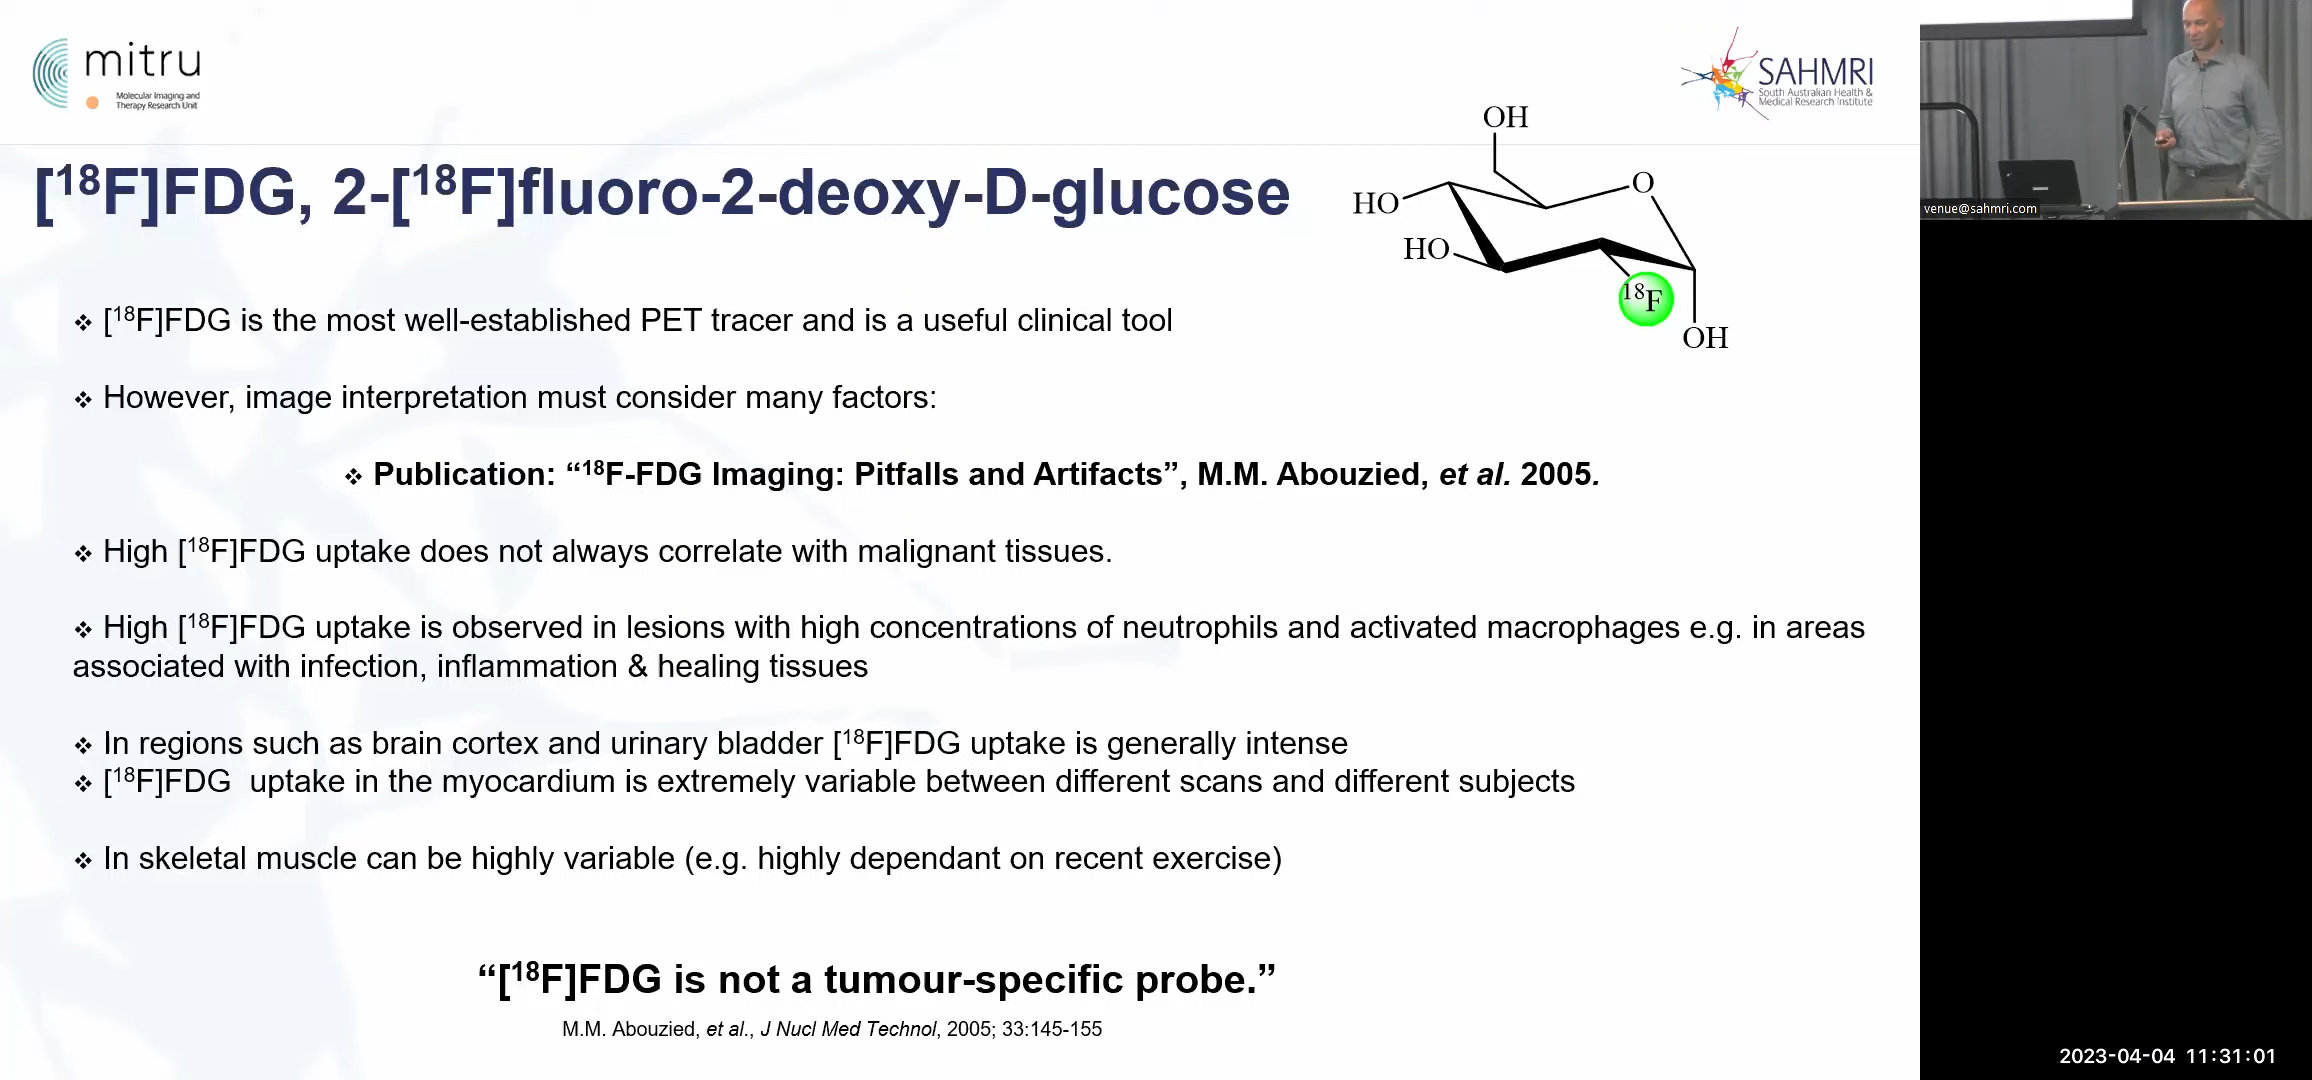 mitru
Molecular Imaging and
Therapy Research Unit
SAHMRI
South Australian Health &
Medical Research Institute
[¹⁸F]FDG, 2-[¹⁸F]fluoro-2-deoxy-D-glucose
OH
HO
O
HO
¹⁸F
OH
❖ [¹⁸F]FDG is the most well-established PET tracer and is a useful clinical tool
❖ However, image interpretation must consider many factors:
❖ Publication: “¹⁸F-FDG Imaging: Pitfalls and Artifacts”, M.M. Abouzied, et al. 2005.
❖ High [¹⁸F]FDG uptake does not always correlate with malignant tissues.
❖ High [¹⁸F]FDG uptake is observed in lesions with high concentrations of neutrophils and activated macrophages e.g. in areas
associated with infection, inflammation & healing tissues
❖ In regions such as brain cortex and urinary bladder [¹⁸F]FDG uptake is generally intense
❖ [¹⁸F]FDG  uptake in the myocardium is extremely variable between different scans and different subjects
❖ In skeletal muscle can be highly variable (e.g. highly dependant on recent exercise)
“[¹⁸F]FDG is not a tumour-specific probe.”
M.M. Abouzied, et al., J Nucl Med Technol, 2005; 33:145-155
venue@sahmri.com
2023-04-04 11:31:01